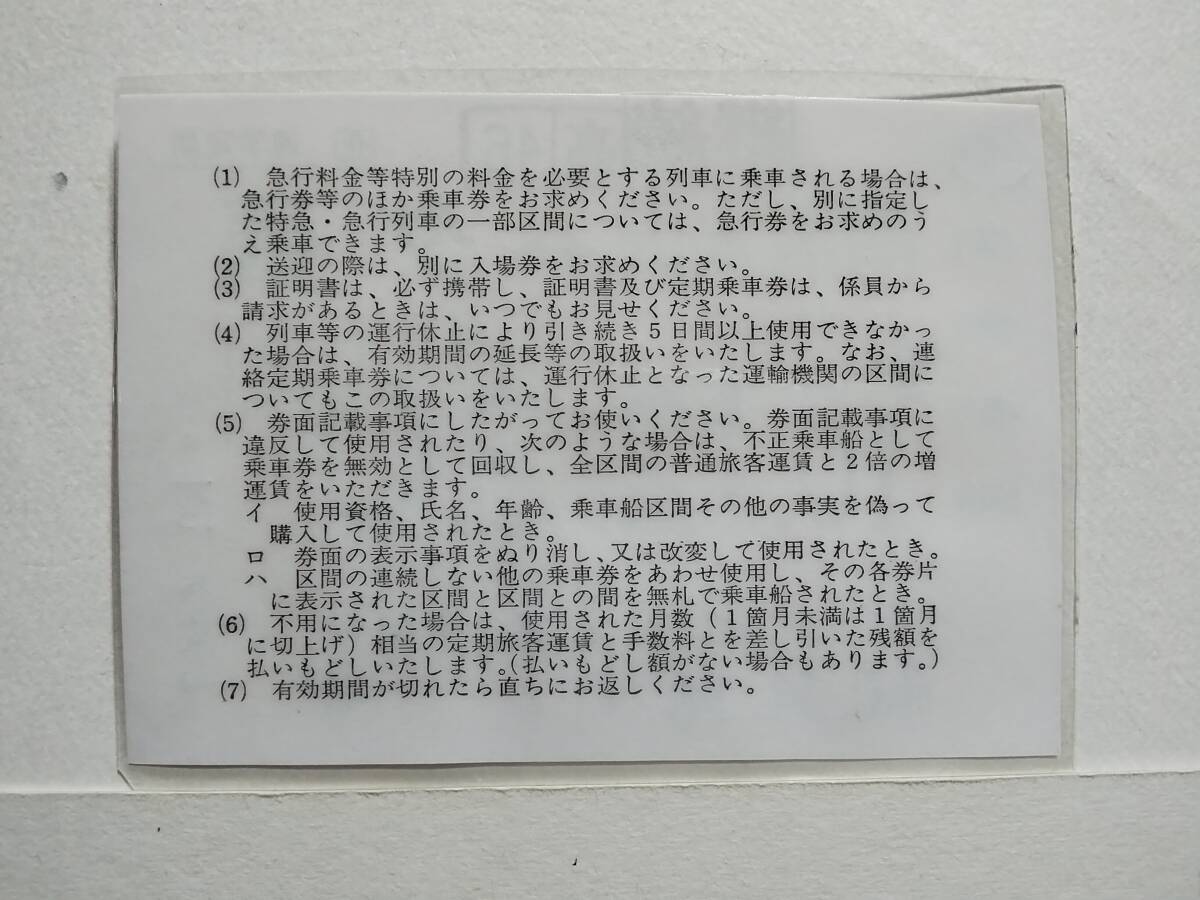 (1) 急行料金等特別の料金を必要とする列車に乗車される場合は、
急行券等のほか乗車券をお求めください。ただし、別に指定し
た特急・急行列車の一部区間については、急行券をお求めのう
え乗車できます。
(2) 送迎の際は、別に入場券をお求めください。
(3) 証明書は、必ず携帯し、証明書及び定期乗車券は、係員から
請求があるときは、いつでもお見せください。
(4) 列車等の運行休止により引き続き5日間以上使用できなかっ
た場合は、有効期間の延長等の取扱いをいたします。なお、連
絡定期乗車券については、運行休止となった運輸機関の区間に
ついてもこの取扱いをいたします。
(5) 券面記載事項にしたがってお使いください。券面記載事項に
違反して使用されたり、次のような場合は、不正乗車船として
乗車券を無効として回収し、全区間の普通旅客運賃と2倍の増
運賃をいただきます。
イ 使用資格、氏名、年齢、乗車船区間その他の事実を偽って
購入して使用されたとき。
ロ 券面の表示事項をぬり消し、又は改変して使用されたとき。
ハ 区間の連続しない他の乗車券をあわせ使用し、その各券片
に表示された区間と区間との間を無札で乗車船されたとき。
(6) 不用になった場合は、使用された月数(1箇月未満は1箇月
に切上げ)相当の定期旅客運賃と手数料とを差し引いた残額を
払いもどしいたします。(払いもどし額がない場合もあります。)
(7) 有効期間が切れたら直ちにお返しください。